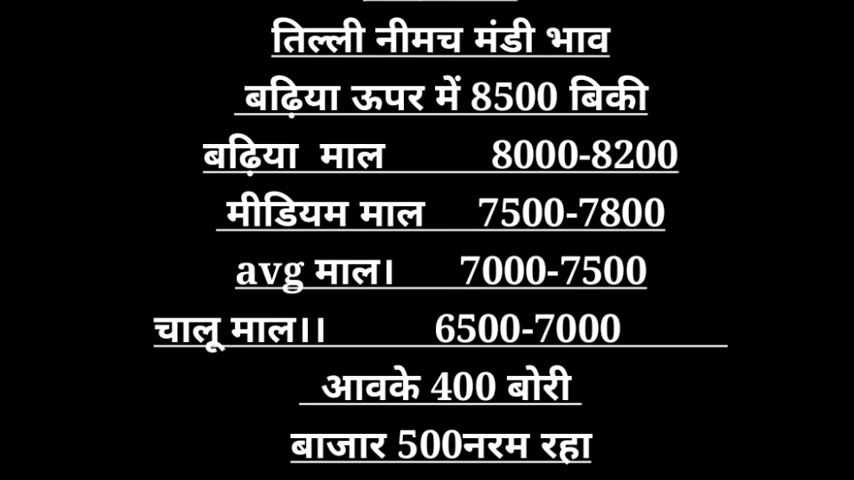 तिल्ली नीमच मंडी भाव
बढ़िया ऊपर में 8500 बिकी
बढ़िया माल 8000-8200
मीडियम माल 7500-7800
avg माल। 7000-7500
चालू माल।। 6500-7000
आवके 400 बोरी
बाजार 500नरम रहा